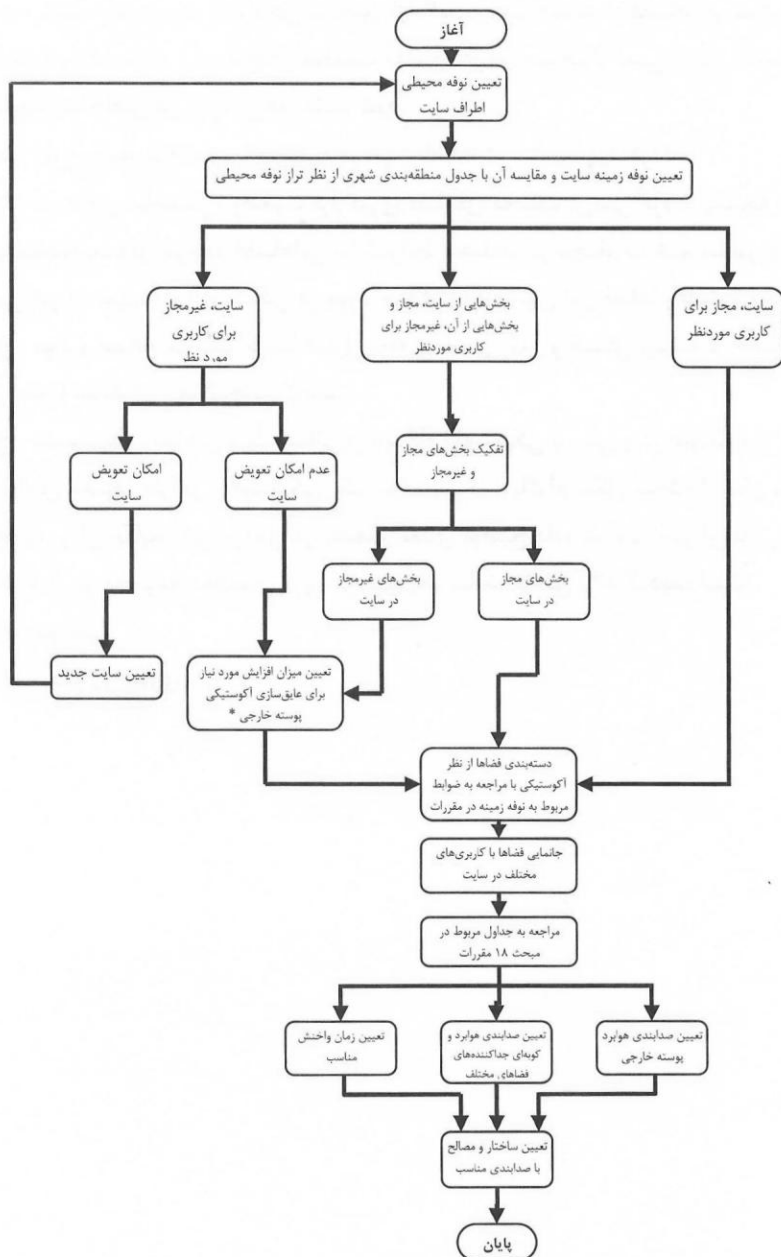 آغاز
تعیین نوفه محیطی
اطراف سایت
تعیین نوفه زمینه سایت و مقایسه آن با جدول منطقه‌بندی شهری از نظر تراز نوفه محیطی
سایت، مجاز برای
کاربری موردنظر
بخش‌هایی از سایت، مجاز و
بخش‌هایی از آن، غیرمجاز برای
کاربری موردنظر
سایت، غیرمجاز
برای کاربری
مورد نظر
تفکیک بخش‌های مجاز
و غیرمجاز
عدم امکان تعویض
سایت
امکان تعویض
سایت
بخش‌های مجاز
در سایت
بخش‌های غیرمجاز
در سایت
تعیین میزان افزایش مورد نیاز
برای عایق‌سازی آکوستیکی
پوسته خارجی *
تعیین سایت جدید
دسته‌بندی فضاها از نظر
آکوستیکی با مراجعه به ضوابط
مربوط به نوفه زمینه در مقررات
جانمایی فضاها با کاربری‌های
مختلف در سایت
مراجعه به جداول مربوط در
مبحث ۱۸ مقررات
تعیین صدابندی هوابرد
پوسته خارجی
تعیین صدابندی هوابرد و
کوبه‌ای جداکننده‌های
فضاهای مختلف
تعیین زمان واخنش
مناسب
تعیین ساختار و مصالح
با صدابندی مناسب
پایان